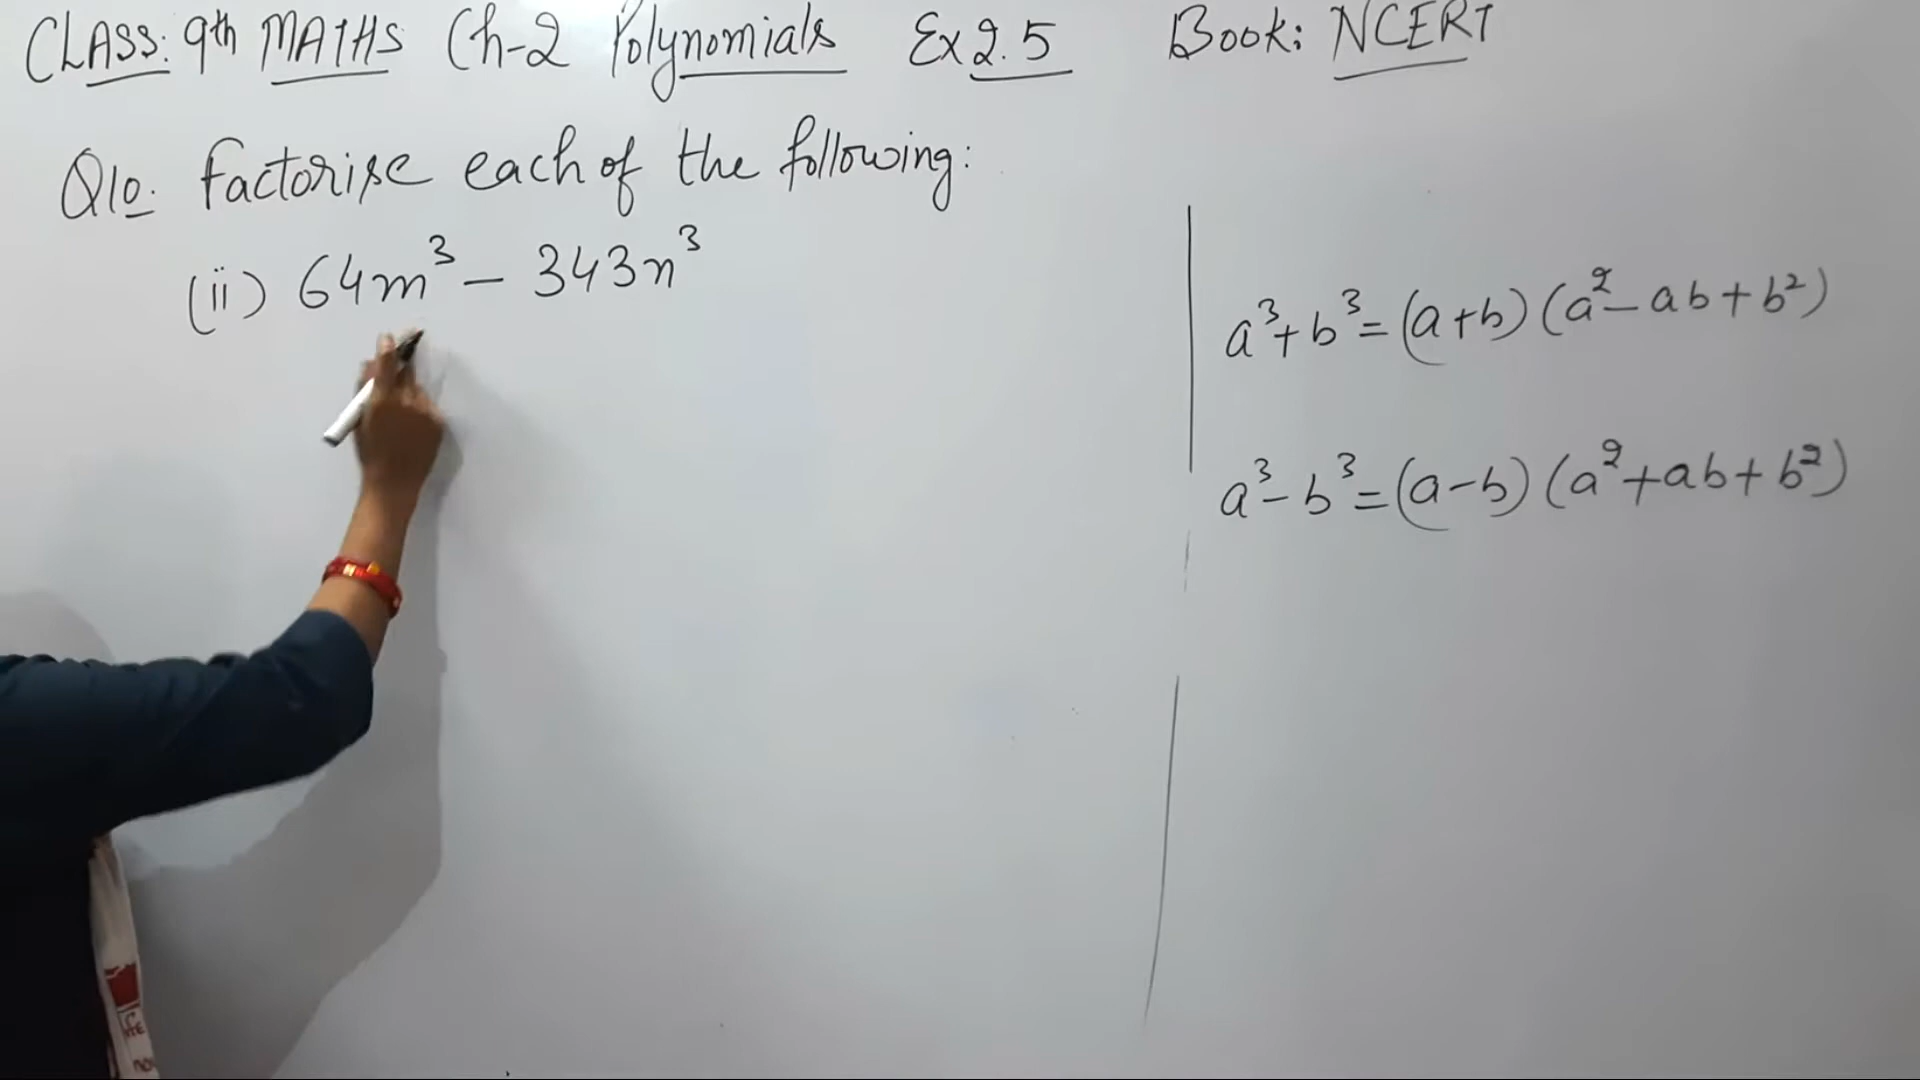 CLASS: 9th MATHS Ch-2 Polynomials Ex 2.5 Book: NCERT
Q10. Factorise each of the following:
(ii) 64m³ - 343n³
a³+b³=(a+b)(a²-ab+b²)
a³-b³=(a-b)(a²+ab+b²)